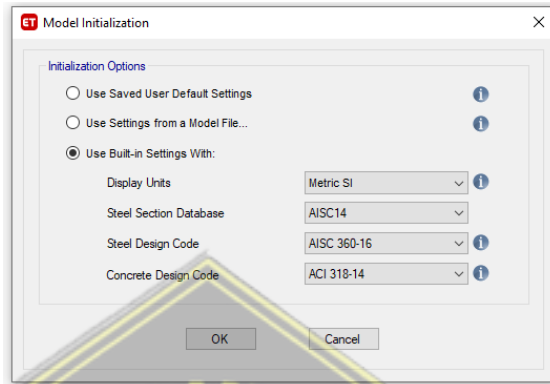 ET Model Initialization
Initialization Options
Use Saved User Default Settings
Use Settings from a Model File...
Use Built-in Settings With:
Display Units Metric SI
Steel Section Database AISC14
Steel Design Code AISC 360-16
Concrete Design Code ACI 318-14
OK Cancel